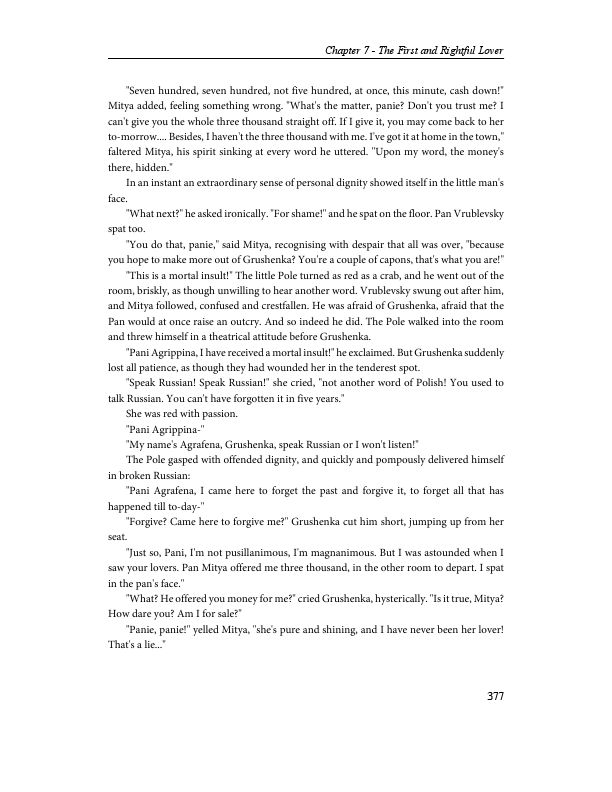 Chapter 7 - The First and Rightful Lover
"Seven hundred, seven hundred, not five hundred, at once, this minute, cash down!"
Mitya added, feeling something wrong. "What's the matter, panie? Don't you trust me? I
can't give you the whole three thousand straight off. If I give it, you may come back to her
to-morrow.... Besides, I haven't the three thousand with me. I've got it at home in the town,"
faltered Mitya, his spirit sinking at every word he uttered. "Upon my word, the money's
there, hidden."
In an instant an extraordinary sense of personal dignity showed itself in the little man's
face.
"What next?" he asked ironically. "For shame!" and he spat on the floor. Pan Vrublevsky
spat too.
"You do that, panie," said Mitya, recognising with despair that all was over, "because
you hope to make more out of Grushenka? You're a couple of capons, that's what you are!"
"This is a mortal insult!" The little Pole turned as red as a crab, and he went out of the
room, briskly, as though unwilling to hear another word. Vrublevsky swung out after him,
and Mitya followed, confused and crestfallen. He was afraid of Grushenka, afraid that the
Pan would at once raise an outcry. And so indeed he did. The Pole walked into the room
and threw himself in a theatrical attitude before Grushenka.
"Pani Agrippina, I have received a mortal insult!" he exclaimed. But Grushenka suddenly
lost all patience, as though they had wounded her in the tenderest spot.
"Speak Russian! Speak Russian!" she cried, "not another word of Polish! You used to
talk Russian. You can't have forgotten it in five years."
She was red with passion.
"Pani Agrippina-"
"My name's Agrafena, Grushenka, speak Russian or I won't listen!"
The Pole gasped with offended dignity, and quickly and pompously delivered himself
in broken Russian:
"Pani Agrafena, I came here to forget the past and forgive it, to forget all that has
happened till to-day-"
"Forgive? Came here to forgive me?" Grushenka cut him short, jumping up from her
seat.
"Just so, Pani, I'm not pusillanimous, I'm magnanimous. But I was astounded when I
saw your lovers. Pan Mitya offered me three thousand, in the other room to depart. I spat
in the pan's face."
"What? He offered you money for me?" cried Grushenka, hysterically. "Is it true, Mitya?
How dare you? Am I for sale?"
"Panie, panie!" yelled Mitya, "she's pure and shining, and I have never been her lover!
That's a lie..."
377